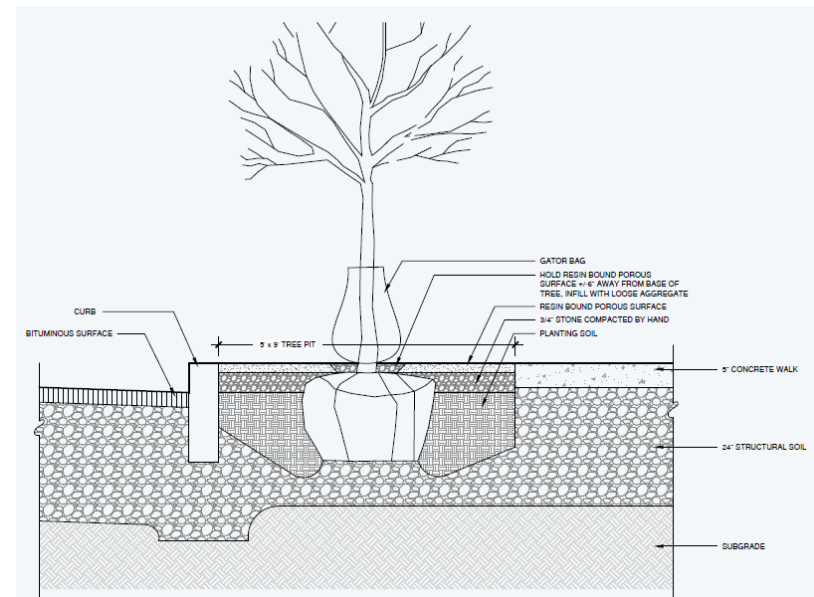 GATOR BAG
HOLD RESIN BOUND POROUS
SURFACE +/-6" AWAY FROM BASE OF
TREE, INFILL WITH LOOSE AGGREGATE
RESIN BOUND POROUS SURFACE
3/4" STONE COMPACTED BY HAND
PLANTING SOIL
CURB
BITUMINOUS SURFACE
5' x 9' TREE PIT
5" CONCRETE WALK
24" STRUCTURAL SOIL
SUBGRADE